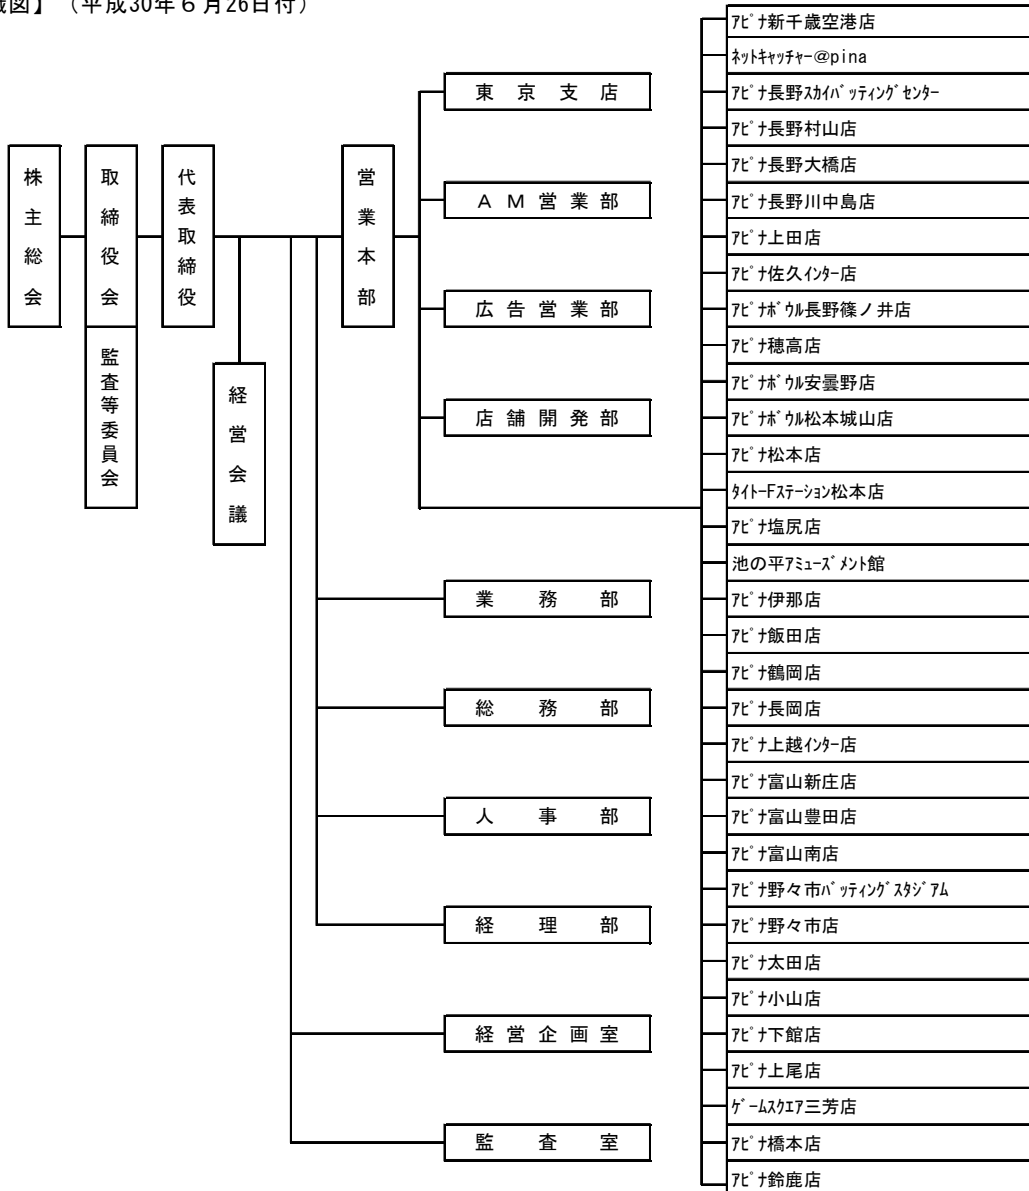 織図】（平成30年６月26日付）
株主総会
取締役会
監査等委員会
代表取締役
経営会議
営業本部
東京支店
ＡＭ営業部
広告営業部
店舗開発部
業務部
総務部
人事部
経理部
経営企画室
監査室
ｱﾋﾟﾅ新千歳空港店
ﾈｯﾄｷｬｯﾁｬｰ@pina
ｱﾋﾟﾅ長野ｽｶｲﾊﾞｯﾃｨﾝｸﾞｾﾝﾀｰ
ｱﾋﾟﾅ長野村山店
ｱﾋﾟﾅ長野大橋店
ｱﾋﾟﾅ長野川中島店
ｱﾋﾟﾅ上田店
ｱﾋﾟﾅ佐久ｲﾝﾀｰ店
ｱﾋﾟﾅﾎﾞｳﾙ長野篠ノ井店
ｱﾋﾟﾅ穂高店
ｱﾋﾟﾅﾎﾞｳﾙ安曇野店
ｱﾋﾟﾅﾎﾞｳﾙ松本城山店
ｱﾋﾟﾅ松本店
ﾀｲﾄｰFｽﾃｰｼｮﾝ松本店
ｱﾋﾟﾅ塩尻店
池の平ｱﾐｭｰｽﾞﾒﾝﾄ館
ｱﾋﾟﾅ伊那店
ｱﾋﾟﾅ飯田店
ｱﾋﾟﾅ鶴岡店
ｱﾋﾟﾅ長岡店
ｱﾋﾟﾅ上越ｲﾝﾀｰ店
ｱﾋﾟﾅ富山新庄店
ｱﾋﾟﾅ富山豊田店
ｱﾋﾟﾅ富山南店
ｱﾋﾟﾅ野々市ﾊﾞｯﾃｨﾝｸﾞｽﾀｼﾞｱﾑ
ｱﾋﾟﾅ野々市店
ｱﾋﾟﾅ太田店
ｱﾋﾟﾅ小山店
ｱﾋﾟﾅ下館店
ｱﾋﾟﾅ上尾店
ｹﾞｰﾑｽｸｴｱ三芳店
ｱﾋﾟﾅ橋本店
ｱﾋﾟﾅ鈴鹿店